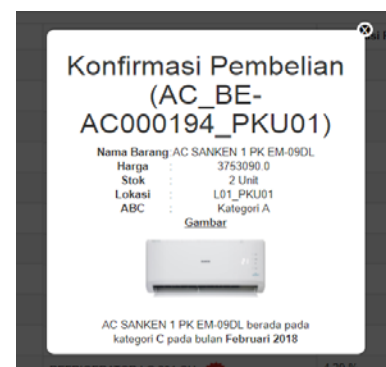 Konfirmasi Pembelian
(AC_BE-
AC000194_PKU01)
Nama Barang : AC SANKEN 1 PK EM-09DL
Harga : 3753090.0
Stok : 2 Unit
Lokasi : L01_PKU01
ABC : Kategori A
Gambar
AC SANKEN 1 PK EM-09DL berada pada
kategori C pada bulan Februari 2018